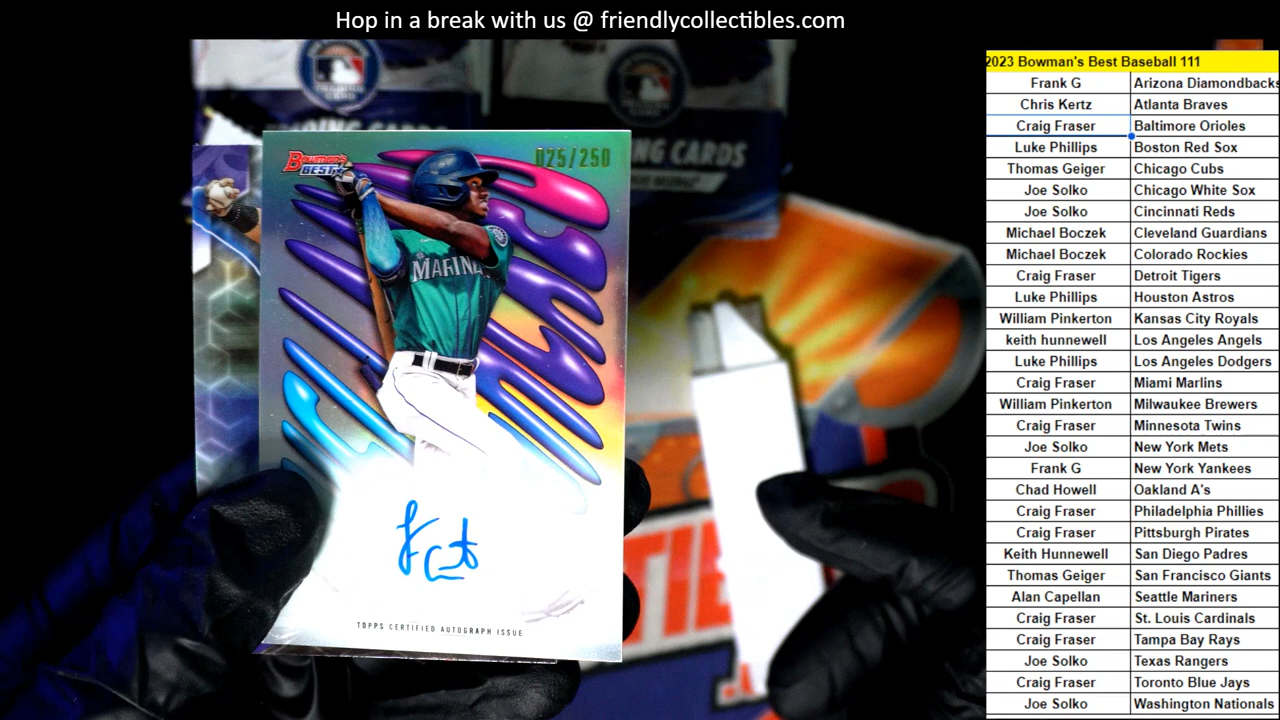 Hop in a break with us @ friendlycollectibles.com
2023 Bowman's Best Baseball 111
Frank G Arizona Diamondbacks
Chris Kertz Atlanta Braves
Craig Fraser Baltimore Orioles
Luke Phillips Boston Red Sox
Thomas Geiger Chicago Cubs
Joe Solko Chicago White Sox
Joe Solko Cincinnati Reds
Michael Boczek Cleveland Guardians
Michael Boczek Colorado Rockies
Craig Fraser Detroit Tigers
Luke Phillips Houston Astros
William Pinkerton Kansas City Royals
keith hunnewell Los Angeles Angels
Luke Phillips Los Angeles Dodgers
Craig Fraser Miami Marlins
William Pinkerton Milwaukee Brewers
Craig Fraser Minnesota Twins
Joe Solko New York Mets
Frank G New York Yankees
Chad Howell Oakland A's
Craig Fraser Philadelphia Phillies
Craig Fraser Pittsburgh Pirates
Keith Hunnewell San Diego Padres
Thomas Geiger San Francisco Giants
Alan Capellan Seattle Mariners
Craig Fraser St. Louis Cardinals
Craig Fraser Tampa Bay Rays
Joe Solko Texas Rangers
Craig Fraser Toronto Blue Jays
Joe Solko Washington Nationals
Bowman's
BEST
025/250
MARIN
TOPPS CERTIFIED AUTOGRAPH ISSUE
NG CARDS